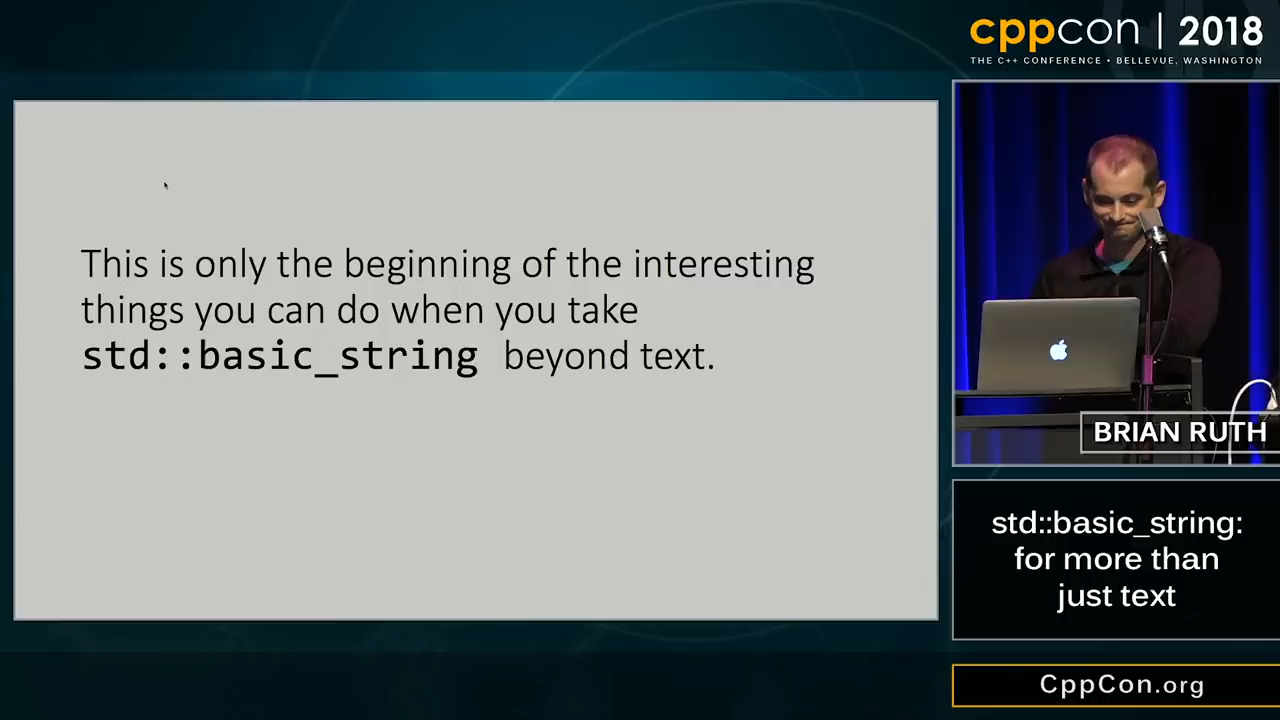 cppcon | 2018
THE C++ CONFERENCE • BELLEVUE, WASHINGTON
This is only the beginning of the interesting
things you can do when you take
std::basic_string beyond text.
BRIAN RUTH
std::basic_string:
for more than
just text
CppCon.org